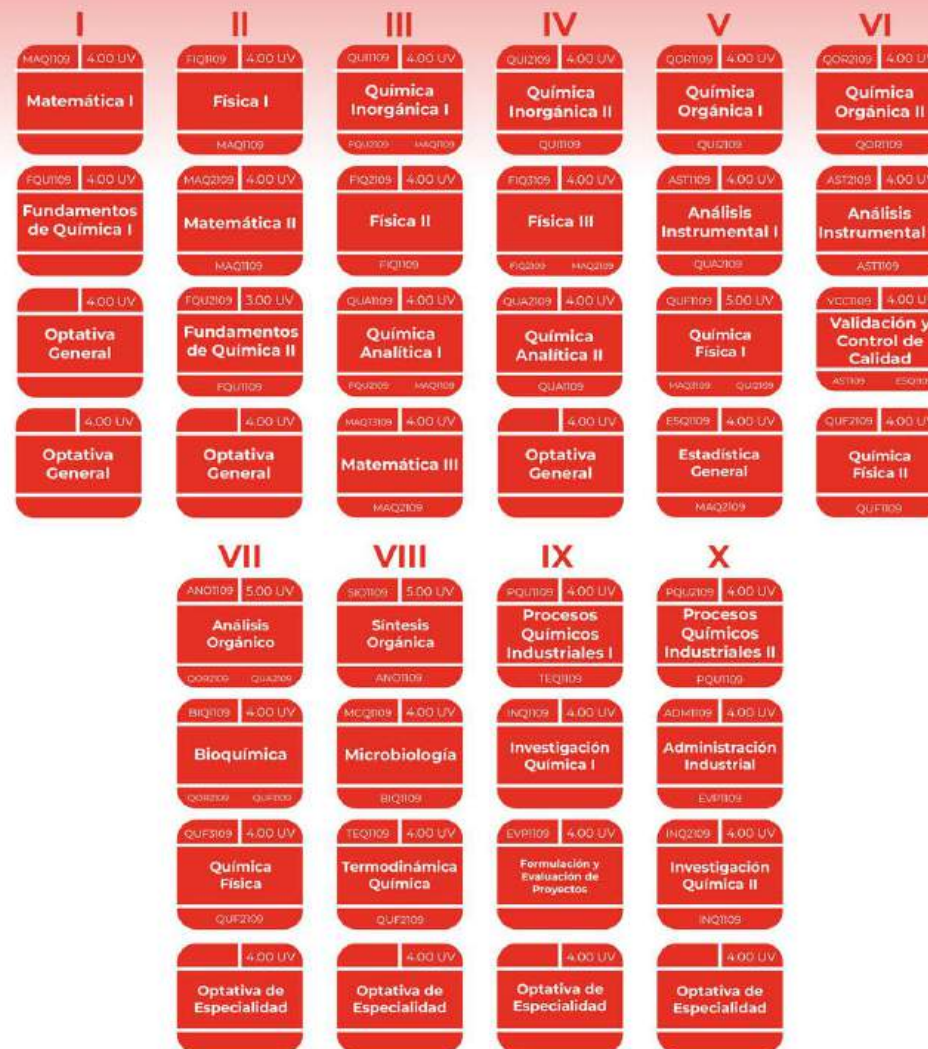 I II III IV V VI
MAQ1109 4.00 UV FIQ1109 4.00 UV QUI1109 4.00 UV QUI2109 4.00 UV QOR1109 4.00 UV QOR2109 4.00 UV
Matemática I Física I Química Química Química Química
Inorgánica I Inorgánica II Orgánica I Orgánica II
MAQ1109 FQU2109 MAQ1109 QUI1109 QUI2109 QOR1109
FQU1109 4.00 UV MAQ2109 4.00 UV FIQ2109 4.00 UV FIQ3109 4.00 UV AST1109 4.00 UV AST2109 4.00 UV
Fundamentos Matemática II Física II Física III Análisis Análisis
de Química I Instrumental I Instrumental
MAQ1109 FIQ1109 FIQ2109 MAQ2109 QUA2109 AST1109
4.00 UV FQU2109 3.00 UV QUA1109 4.00 UV QUA2109 4.00 UV QUF1109 5.00 UV VCC1109 4.00 U
Optativa Fundamentos Química Química Química Validación y
General de Química II Analítica I Analítica II Física I Control de
Calidad
FQU1109 FQU2109 MAQ1109 QUA1109 MAQ3109 QUI2109 AST1109 ESQ1109
4.00 UV 4.00 UV MAQ13109 4.00 UV 4.00 UV ESQ1109 4.00 UV QUF2109 4.00 UV
Optativa Optativa Matemática III Optativa Estadística Química
General General General General Física II
MAQ2109 MAQ2109 QUF1109
VII VIII IX X
ANO1109 5.00 UV SIO1109 5.00 UV PQU1109 4.00 UV PQU2109 4.00 UV
Análisis Síntesis Procesos Procesos
Orgánico Orgánica Químicos Químicos
Industriales I Industriales II
QOR2109 QUA2109 ANO1109 TEQ1109 PQU1109
BIQ1109 4.00 UV MCQ1109 4.00 UV INQ1109 4.00 UV ADM1109 4.00 UV
Bioquímica Microbiología Investigación Administración
Química I Industrial
QOR2109 QUF1109 BIQ1109 EVP1109
QUF3109 4.00 UV TEQ1109 4.00 UV EVP1109 4.00 UV INQ2109 4.00 UV
Química Termodinámica Formulación y Investigación
Física Química Evaluación de Química II
Proyectos
QUF2109 QUF2109 INQ1109
4.00 UV 4.00 UV 4.00 UV 4.00 UV
Optativa de Optativa de Optativa de Optativa de
Especialidad Especialidad Especialidad Especialidad